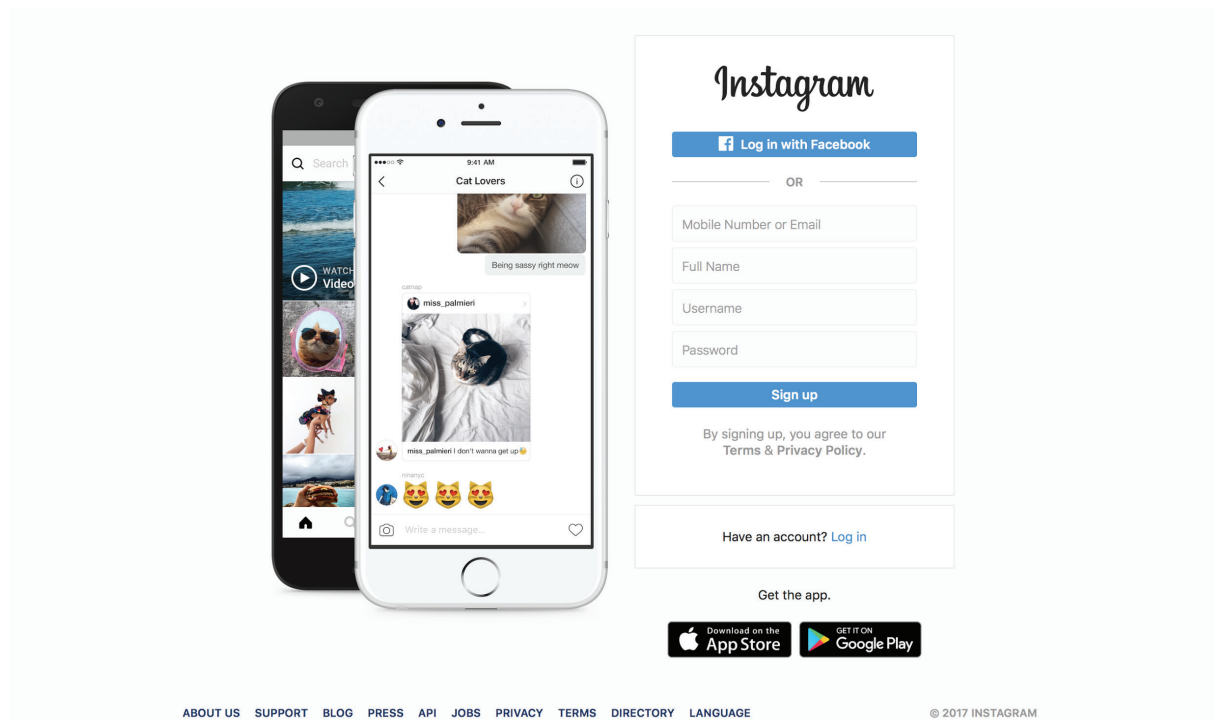 Instagram
Log in with Facebook
OR
Mobile Number or Email
Full Name
Username
Password
Sign up
By signing up, you agree to our
Terms & Privacy Policy.
Have an account? Log in
Get the app.
Download on the
App Store
GET IT ON
Google Play
Search
WATCH
Video
9:41 AM
Cat Lovers
Being sassy right meow
catnap
miss_palmieri
miss_palmieri I don't wanna get up😪
ninanyc
😻 😻 😻
Write a message...
ABOUT US SUPPORT BLOG PRESS API JOBS PRIVACY TERMS DIRECTORY LANGUAGE
© 2017 INSTAGRAM